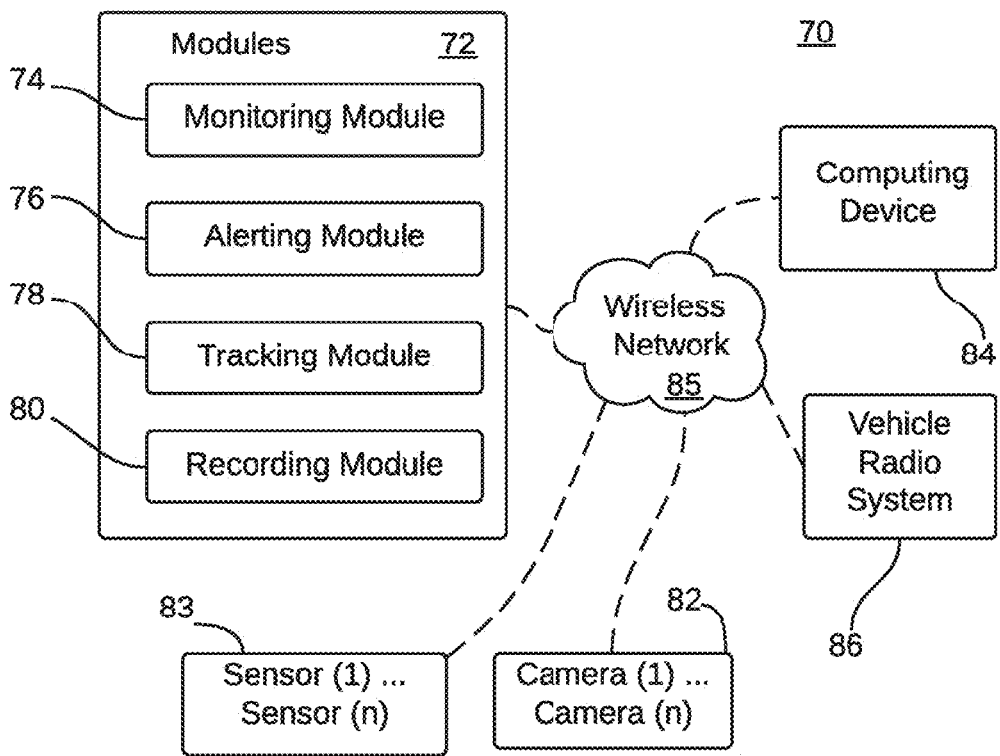 Modules 72
70
74
Monitoring Module
76
Alerting Module
78
Tracking Module
80
Recording Module
Computing
Device
84
Wireless
Network
85
Vehicle
Radio
System
86
83
Sensor (1) ...
Sensor (n)
82
Camera (1) ...
Camera (n)